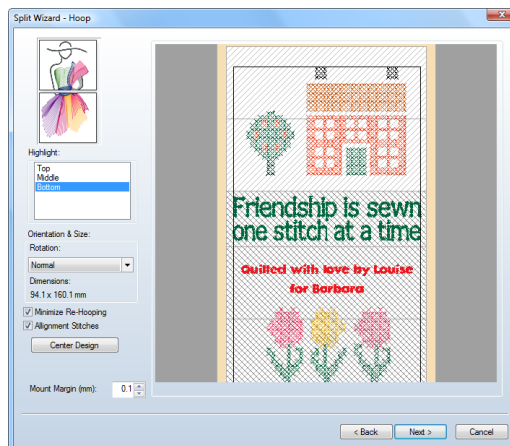 Split Wizard - Hoop
Highlight:
Top
Middle
Bottom
Orientation & Size:
Rotation:
Normal
Dimensions:
94.1 x 160.1 mm
Minimize Re-Hooping
Allignment Stitches
Center Design
Mount Margin (mm):
0.1
Friendship is sewn
one stitch at a time
Quilted with love by Louise
for Barbara
< Back
Next >
Cancel